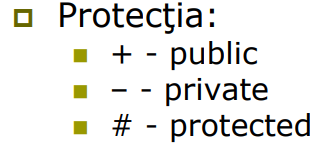 Protecţia:
+ - public
– - private
# - protected